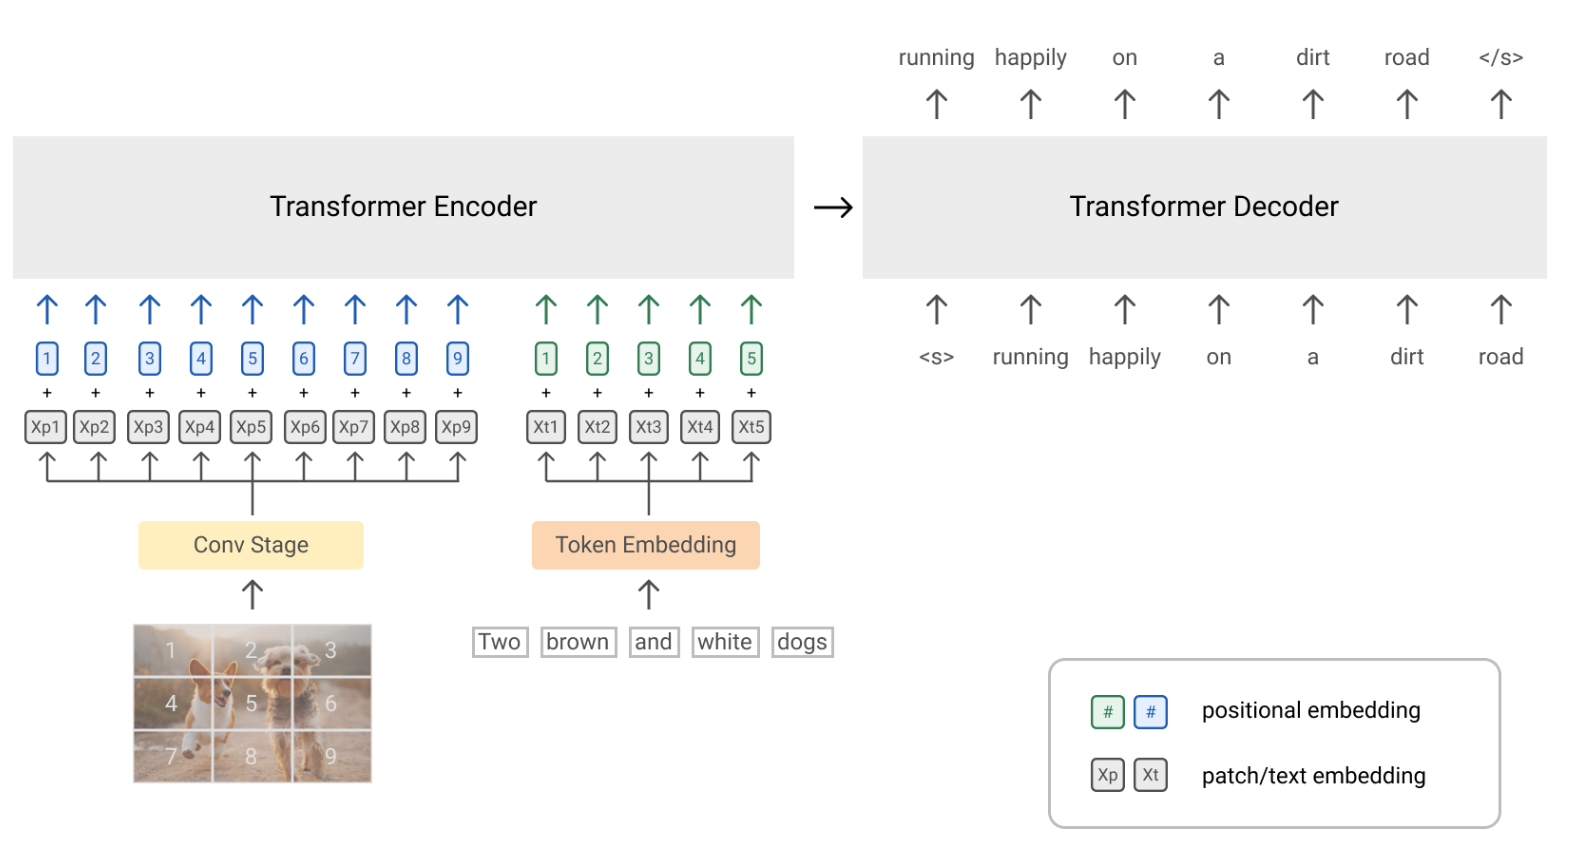 running happily on a dirt road </s>
Transformer Encoder
Transformer Decoder
1 2 3 4 5 6 7 8 9
1 2 3 4 5
<s> running happily on a dirt road
+ + + + + + + + +
+ + + + +
Xp1 Xp2 Xp3 Xp4 Xp5 Xp6 Xp7 Xp8 Xp9
Xt1 Xt2 Xt3 Xt4 Xt5
Conv Stage
Token Embedding
Two brown and white dogs
1 2 3
4 5 6
7 8 9
# # positional embedding
Xp Xt patch/text embedding